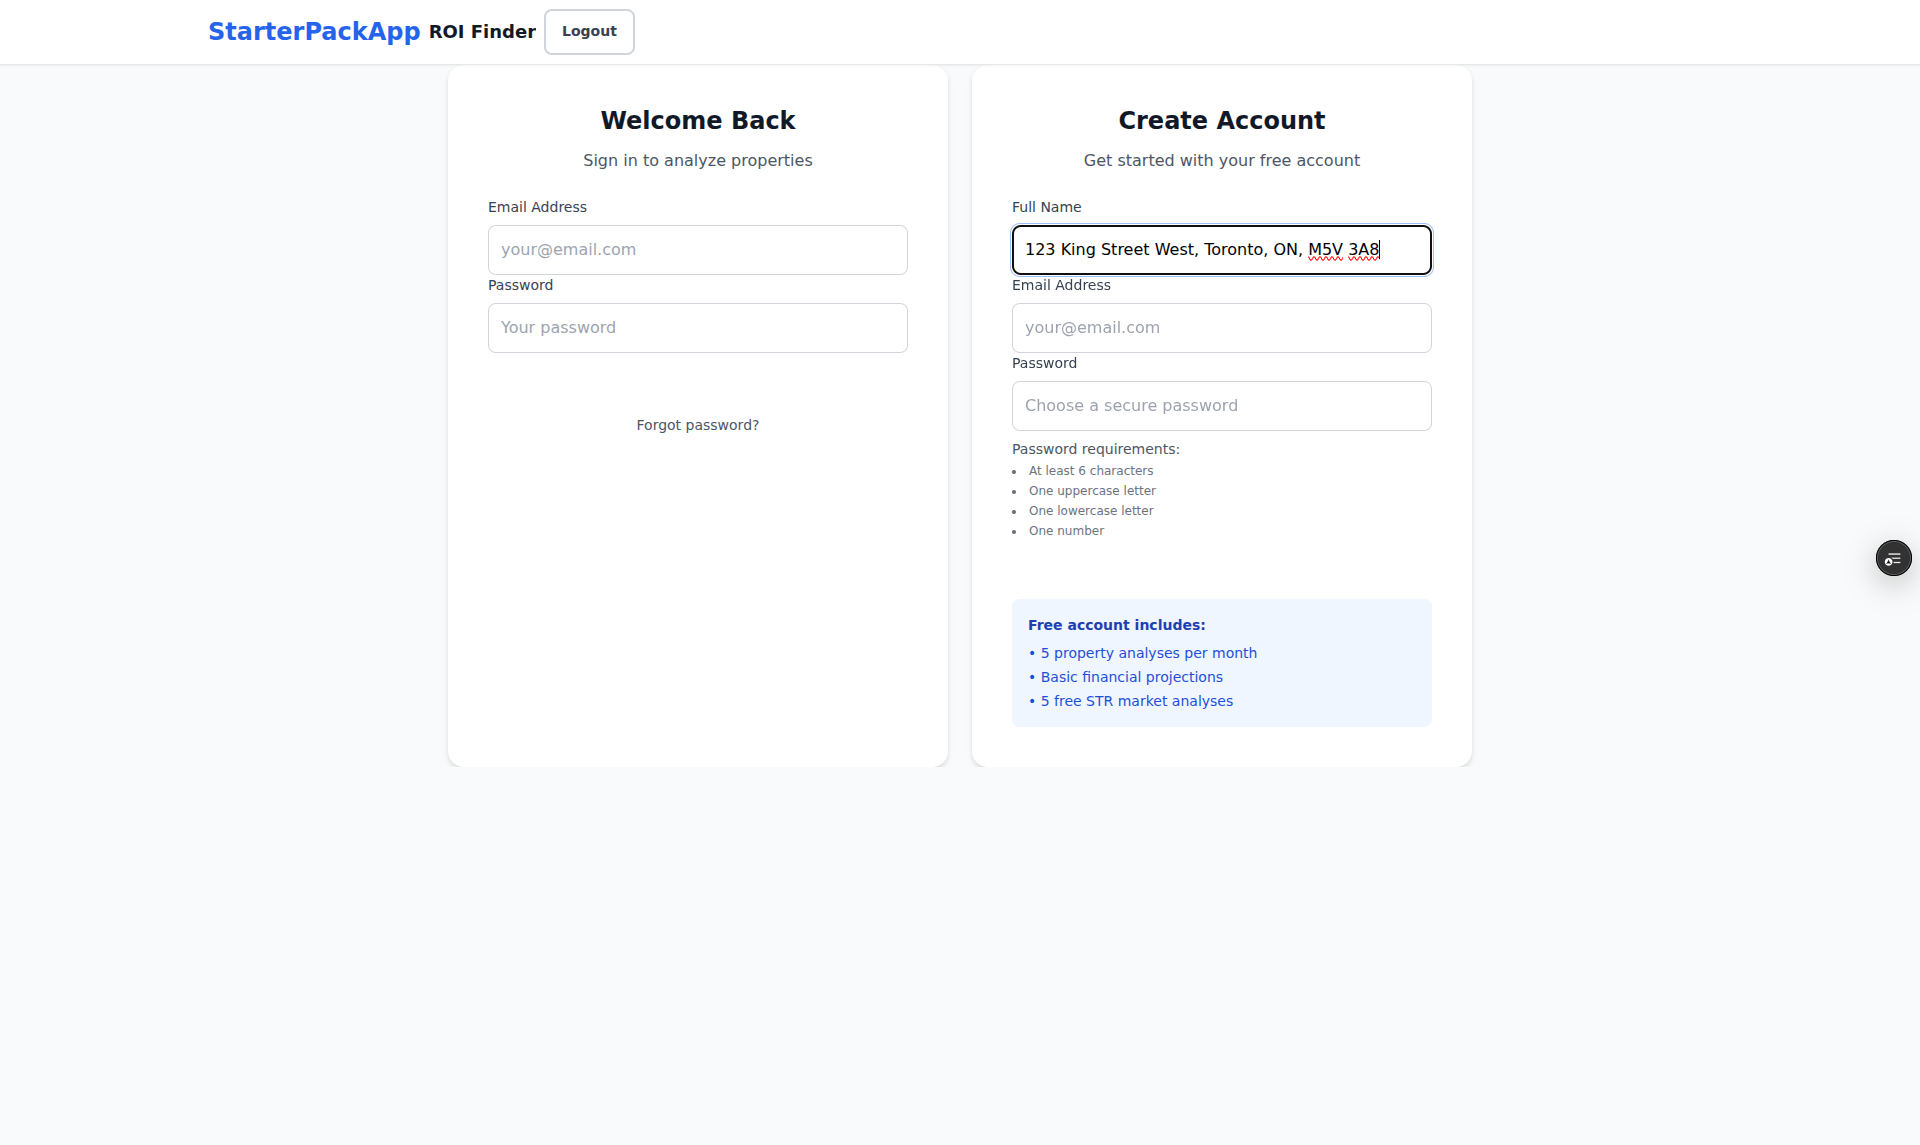 StarterPackApp ROI Finder Logout
Welcome Back
Sign in to analyze properties
Email Address
your@email.com
Password
Your password
Forgot password?
Create Account
Get started with your free account
Full Name
123 King Street West, Toronto, ON, M5V 3A8
Email Address
your@email.com
Password
Choose a secure password
Password requirements:
• At least 6 characters
• One uppercase letter
• One lowercase letter
• One number
Free account includes:
• 5 property analyses per month
• Basic financial projections
• 5 free STR market analyses